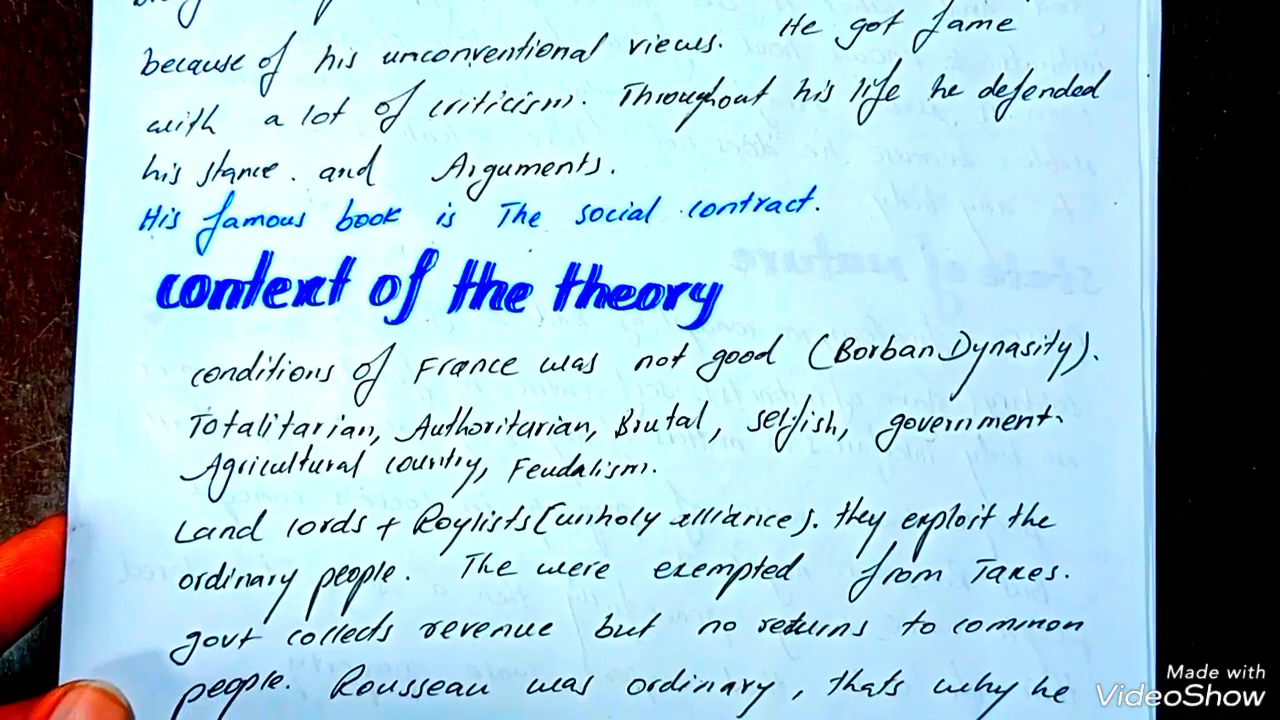 because of his unconventional views. He got fame
with a lot of criticism. Throughout his life he defended
his stance. and Arguments.
His famous book is The social contract.
context of the theory
conditions of France was not good (Borban Dynasity).
Totalitarian, Authoritarian, Brutal, selfish, government.
Agricultural country, Feudalism.
Land lords + Roylists (unholy alliance). they exploit the
ordinary people. The were exempted from Taxes.
govt collects revenue but no returns to common
people. Rousseau was ordinary, thats why he
Made with
VideoShow